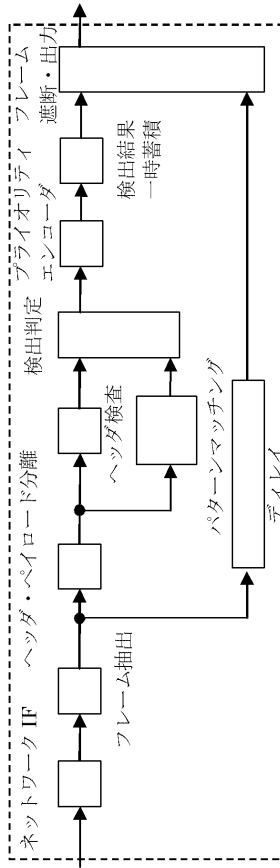 ネットワーク IF
フレーム抽出
ヘッダ・ペイロード分離
ヘッダ検査
パターンマッチング
ディレイ
検出判定
プライオリティ
エンコーダ
検出結果
一時蓄積
フレーム
遮断・出力